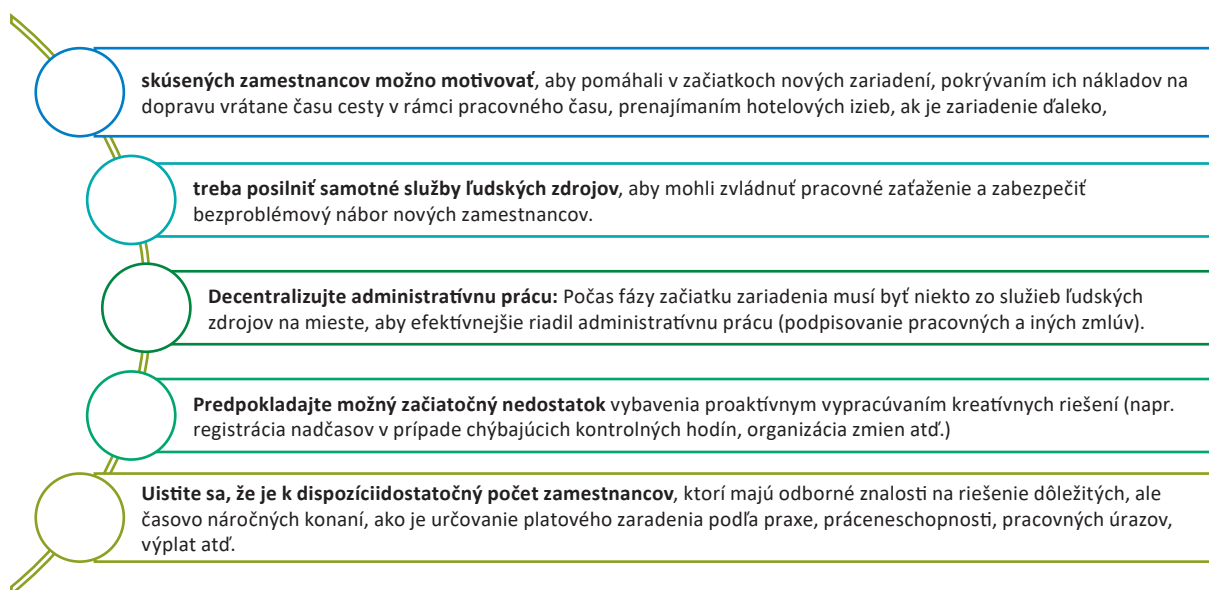 skúsených zamestnancov možno motivovať, aby pomáhali v začiatkoch nových zariadení, pokrývaním ich nákladov na
dopravu vrátane času cesty v rámci pracovného času, prenajímaním hotelových izieb, ak je zariadenie ďaleko,
treba posilniť samotné služby ľudských zdrojov, aby mohli zvládnuť pracovné zaťaženie a zabezpečiť
bezproblémový nábor nových zamestnancov.
Decentralizujte administratívnu prácu: Počas fázy začiatku zariadenia musí byť niekto zo služieb ľudských
zdrojov na mieste, aby efektívnejšie riadil administratívnu prácu (podpisovanie pracovných a iných zmlúv).
Predpokladajte možný začiatočný nedostatok vybavenia proaktívnym vypracúvaním kreatívnych riešení (napr.
registrácia nadčasov v prípade chýbajúcich kontrolných hodín, organizácia zmien atď.)
Uistite sa, že je k dispozíciidostatočný počet zamestnancov, ktorí majú odborné znalosti na riešenie dôležitých, ale
časovo náročných konaní, ako je určovanie platového zaradenia podľa praxe, práceneschopnosti, pracovných úrazov,
výplat atď.